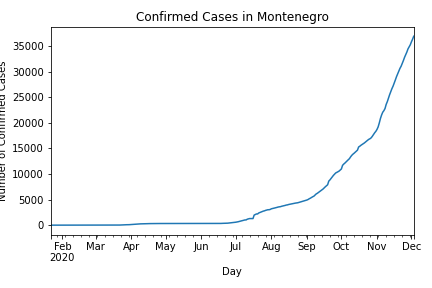 Confirmed Cases in Montenegro
Number of Confirmed Cases
35000
30000
25000
20000
15000
10000
5000
0
Feb Mar Apr May Jun Jul Aug Sep Oct Nov Dec
2020
Day